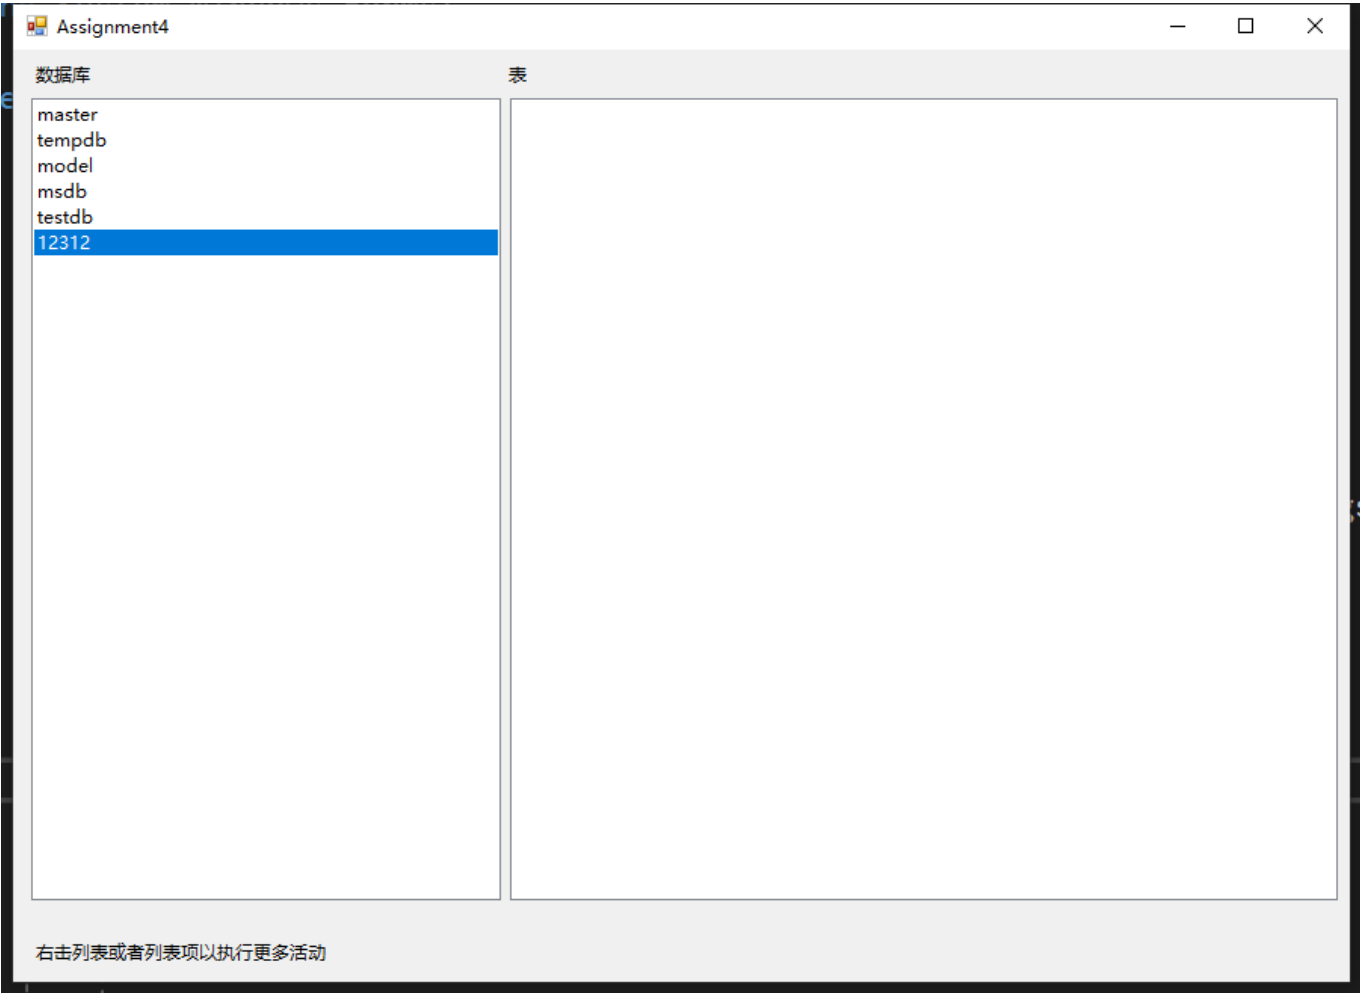 Assignment4
数据库
表
master
tempdb
model
msdb
testdb
12312
右击列表或者列表项以执行更多活动